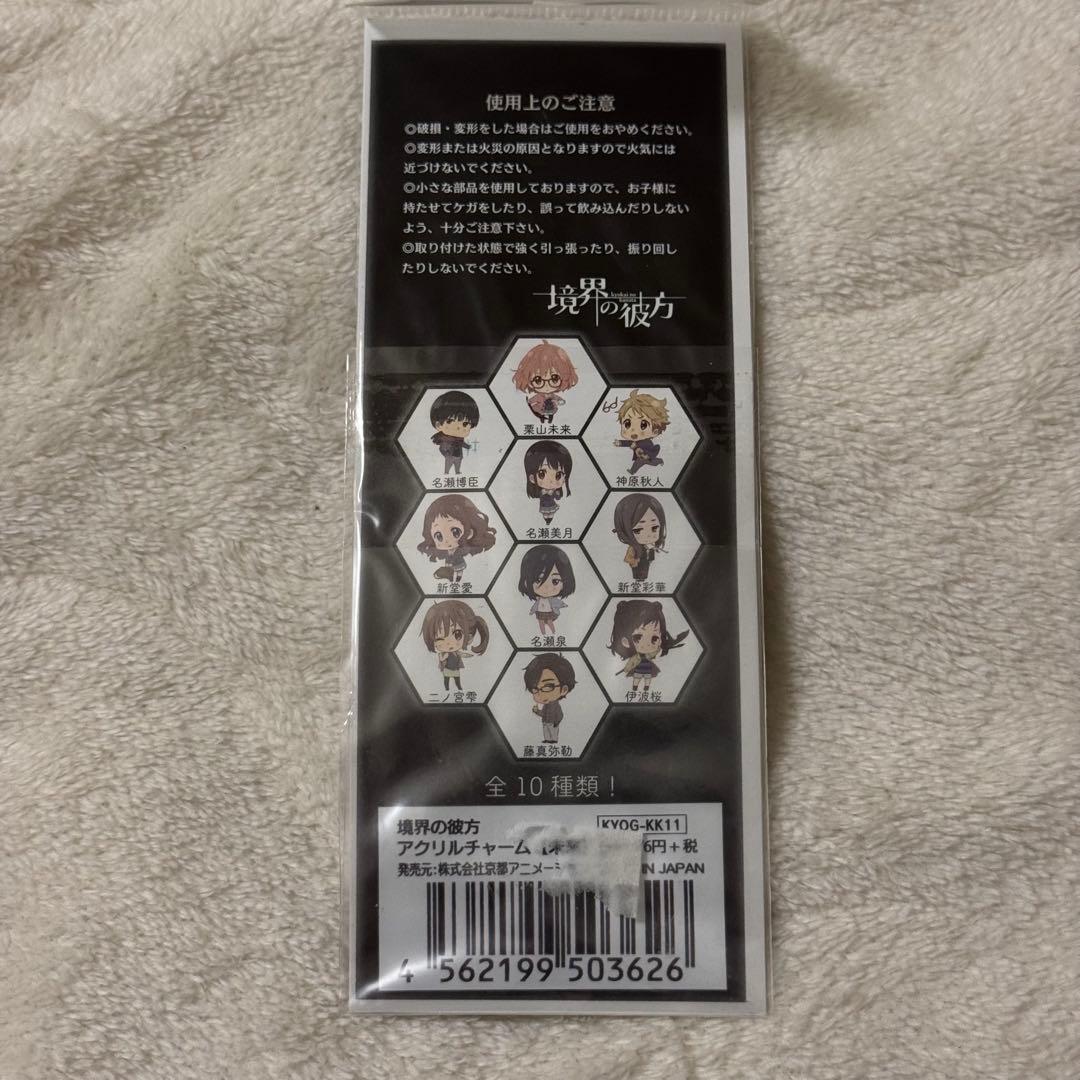 使用上のご注意
◎破損・変形をした場合はご使用をおやめください。
◎変形または火災の原因となりますので火気には
近づけないでください。
◎小さな部品を使用しておりますので、お子様に
持たせてケガをしたり、誤って飲み込んだりしない
よう、十分ご注意下さい。
◎取り付けた状態で強く引っ張ったり、振り回し
たりしないでください。
境界の彼方
kyokai no kanata
栗山未来
名瀬博臣
神原秋人
名瀬美月
新堂愛
新堂彩華
名瀬泉
二ノ宮雫
伊波桜
藤真弥勒
全10種類！
境界の彼方
KYOG-KK11
アクリルチャーム 6円+税
発売元:株式会社京都アニメーシ IN JAPAN
4 562199 503626